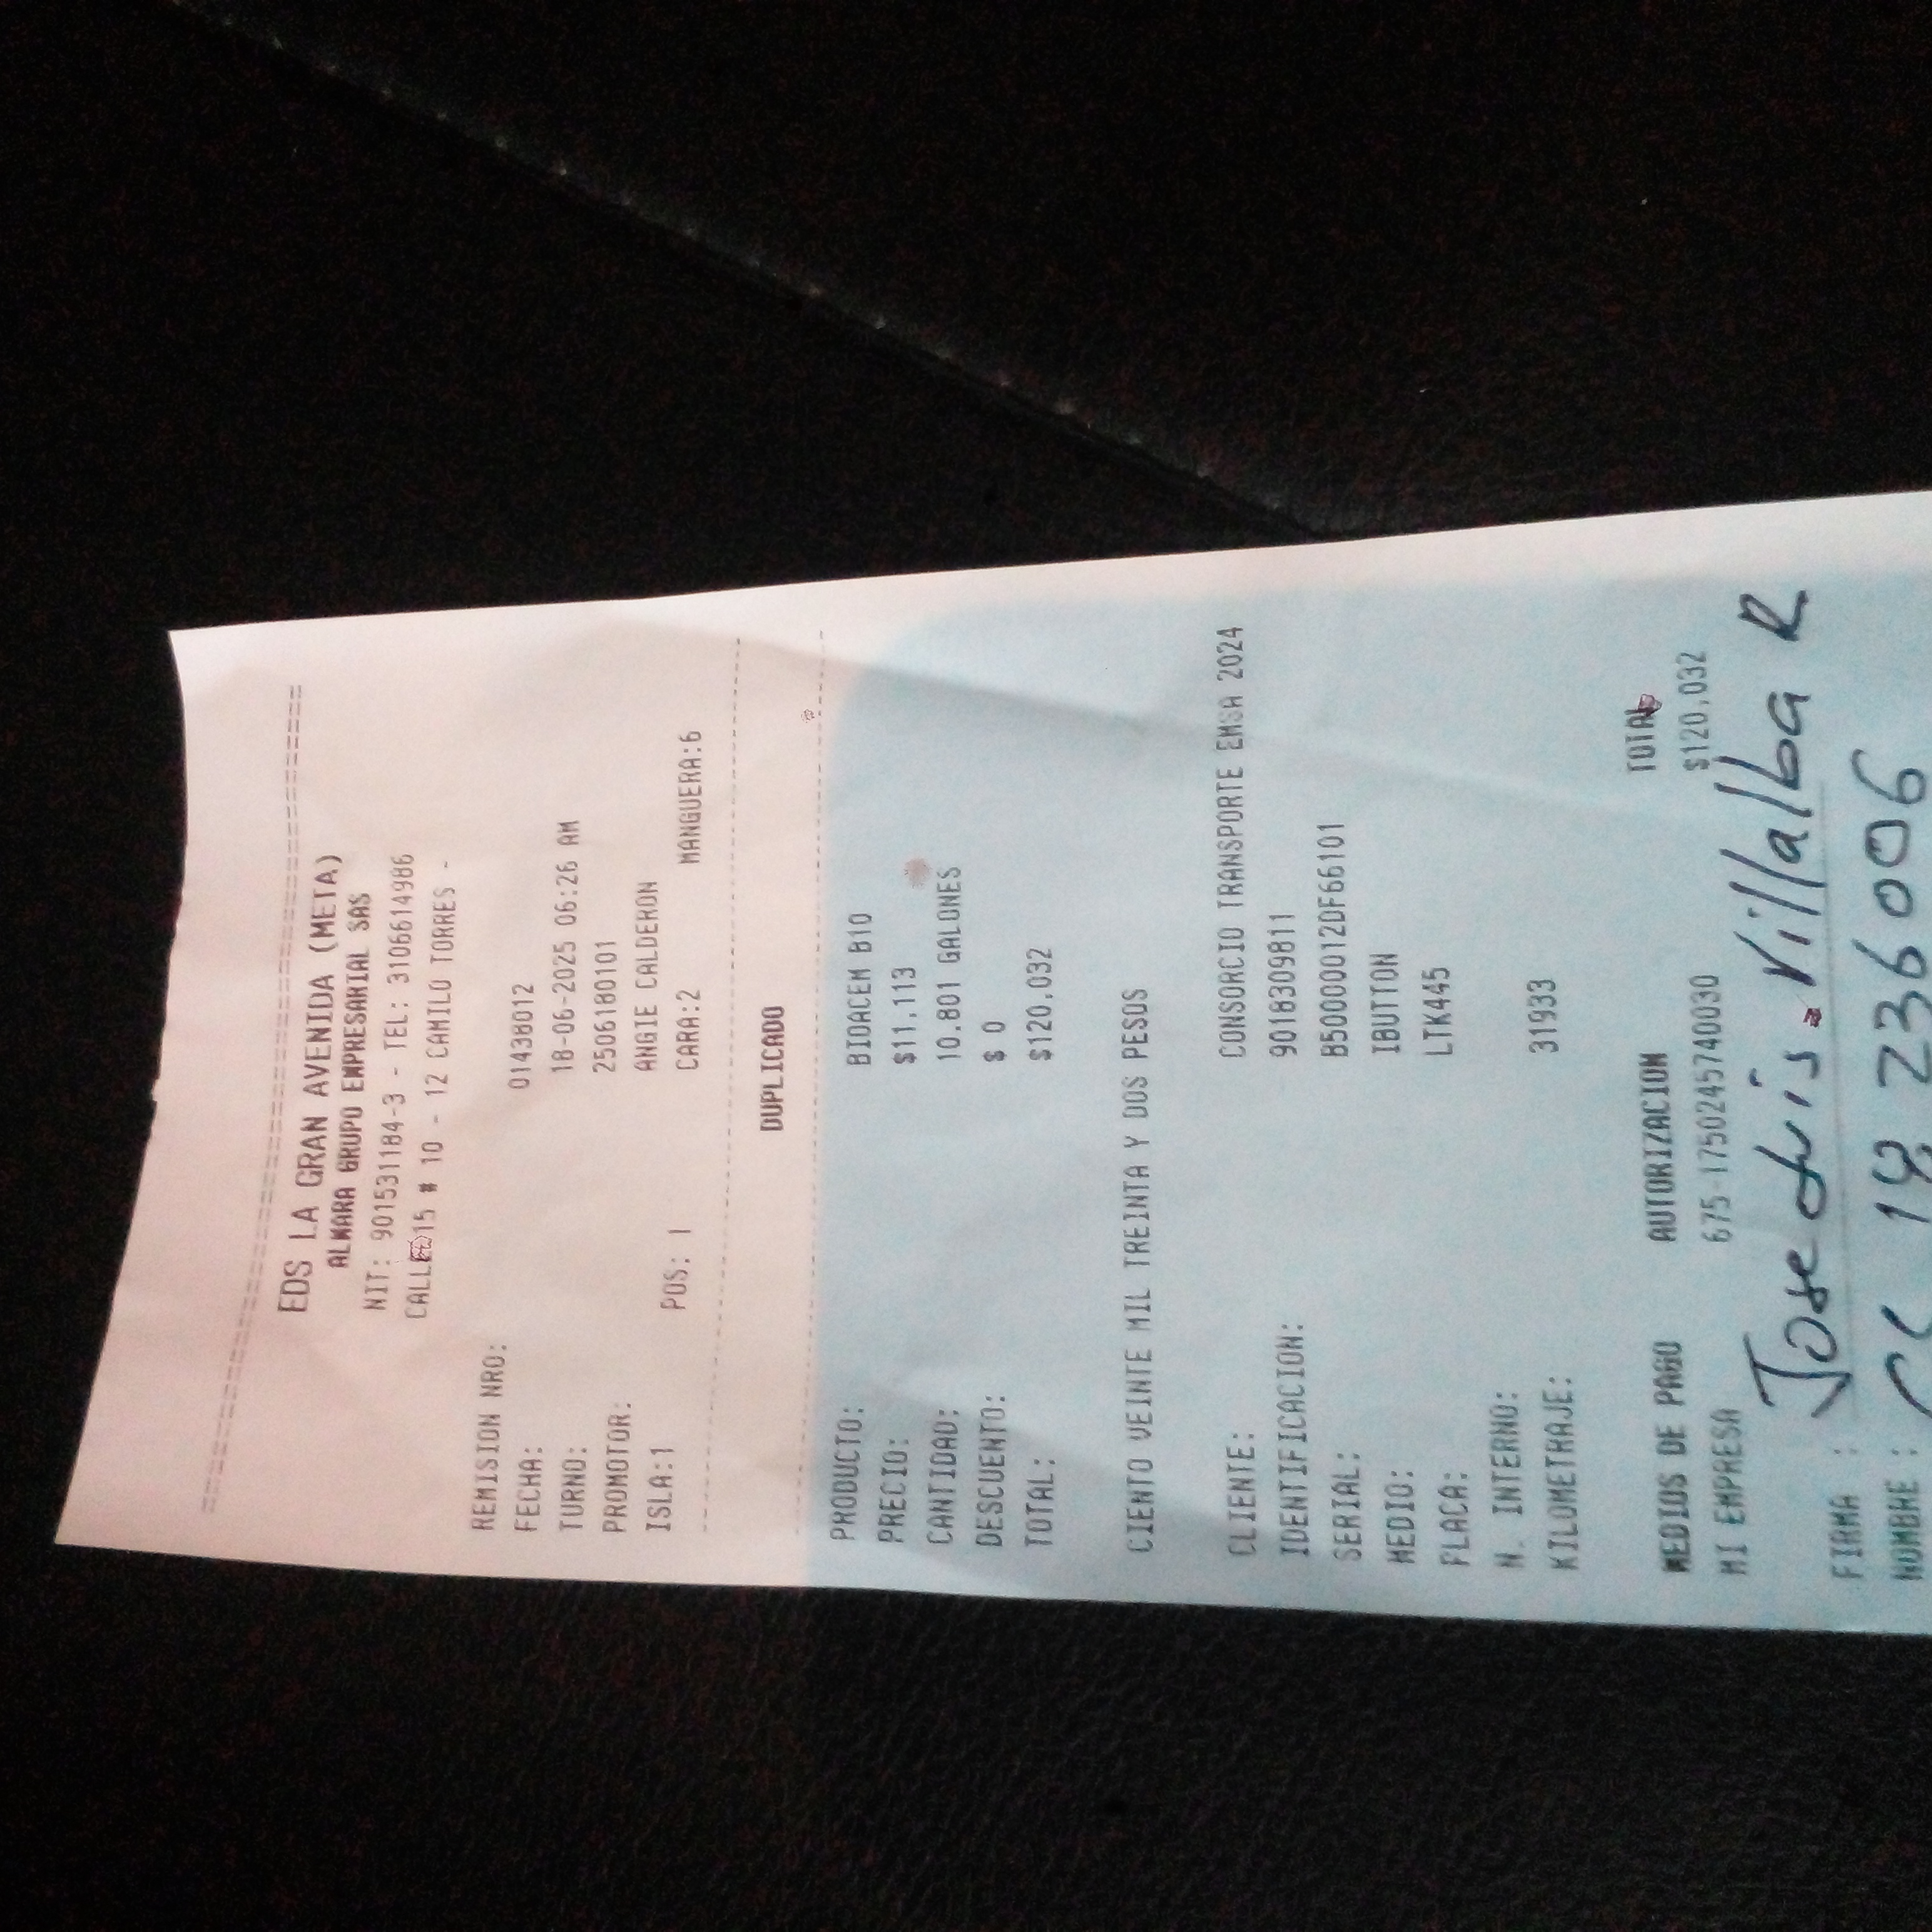 EDS LA GRAN AVENIDA (META)
ALMARA GRUPO EMPRESARIAL SAS
NIT: 901531184-3 - TEL: 3106614986
CALLE 15 # 10 - 12 CAMILO TORRES -
REMISION NRO: 01438012
FECHA: 18-06-2025 06:26 AM
TURNO: 2506180101
PROMOTOR: ANGIE CALDERON
ISLA:1 POS: 1 CARA:2 MANGUERA:6
DUPLICADO
PRODUCTO: BIOACEM B10
PRECIO: $11.113
CANTIDAD: 10.801 GALONES
DESCUENTO: $ 0
TOTAL: $120.032
CIENTO VEINTE MIL TREINTA Y DOS PESOS
CLIENTE: CONSORCIO TRANSPORTE EMSA 2024
IDENTIFICACION: 901830981 1
SERIAL: B50000012DF66101
MEDIO: IBUTTON
PLACA: LTK445
N. INTERNO:
KILOMETRAJE: 31933
MEDIOS DE PAGO AUTORIZACION TOTAL
MI EMPRESA 675-1750245740030 $120.032
FIRMA : Jose Luis Villalba R
NOMBRE : CC 18 236006